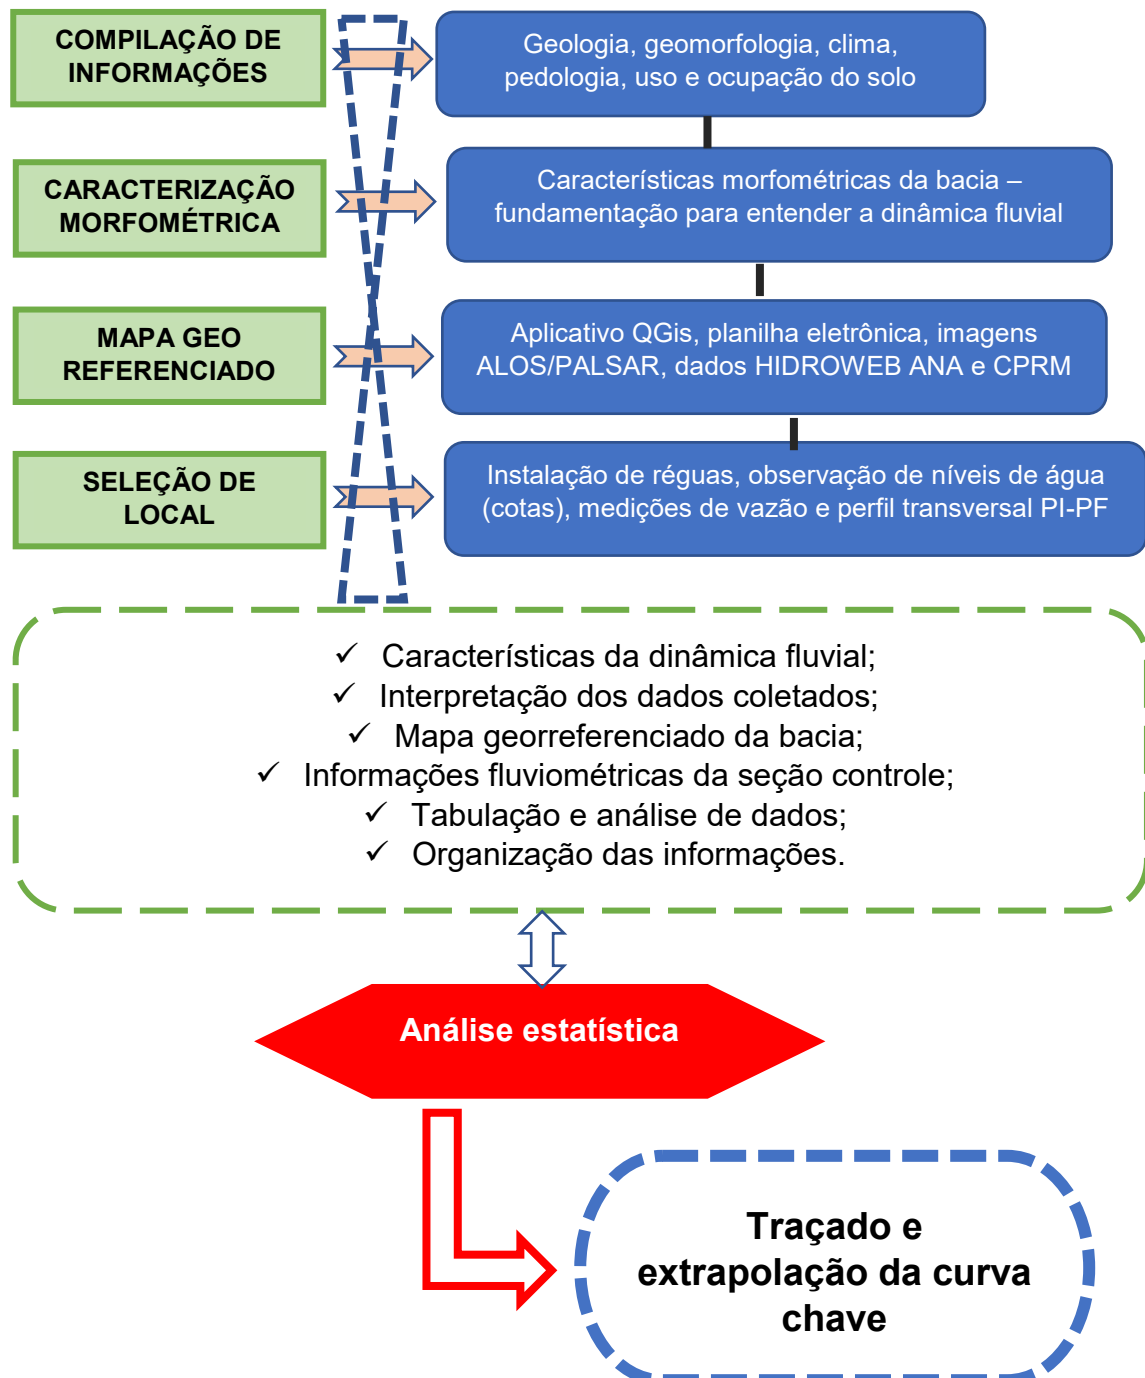 COMPILAÇÃO DE
INFORMAÇÕES
Geologia, geomorfologia, clima,
pedologia, uso e ocupação do solo
CARACTERIZAÇÃO
MORFOMÉTRICA
Características morfométricas da bacia –
fundamentação para entender a dinâmica fluvial
MAPA GEO
REFERENCIADO
Aplicativo QGis, planilha eletrônica, imagens
ALOS/PALSAR, dados HIDROWEB ANA e CPRM
SELEÇÃO DE
LOCAL
Instalação de réguas, observação de níveis de água
(cotas), medições de vazão e perfil transversal PI-PF
✓ Características da dinâmica fluvial;
✓ Interpretação dos dados coletados;
✓ Mapa georreferenciado da bacia;
✓ Informações fluviométricas da seção controle;
✓ Tabulação e análise de dados;
✓ Organização das informações.
Análise estatística
Traçado e
extrapolação da curva
chave